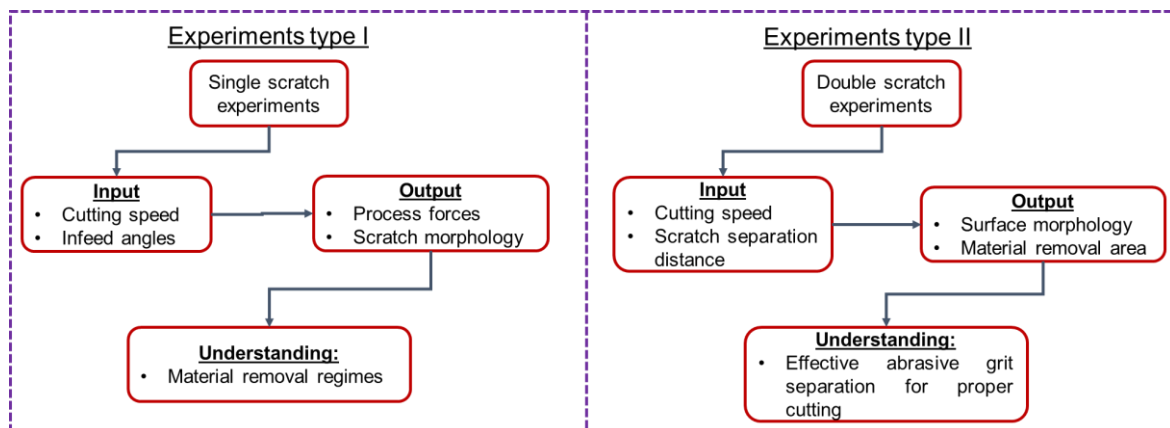 Experiments type I
Single scratch
experiments
Input
• Cutting speed
• Infeed angles
Output
• Process forces
• Scratch morphology
Understanding:
• Material removal regimes
Experiments type II
Double scratch
experiments
Input
• Cutting speed
• Scratch separation
distance
Output
• Surface morphology
• Material removal area
Understanding:
• Effective abrasive grit
separation for proper
cutting